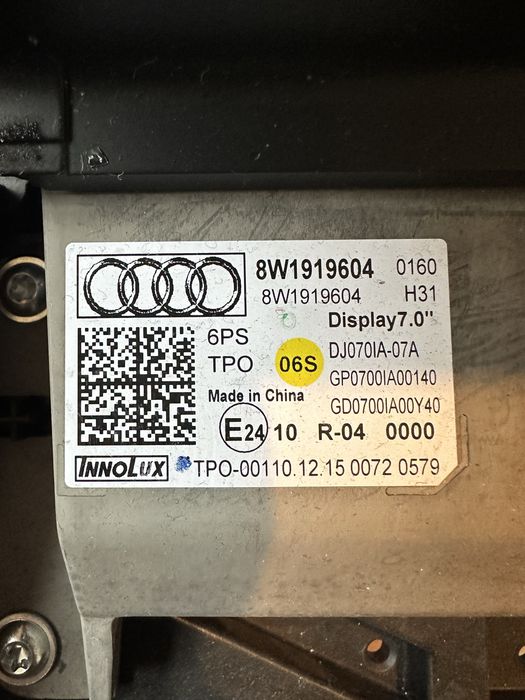 8W1919604 0160
8W1919604 H31
Display7.0"
6PS
TPO 06S DJ070IA-07A
GP0700IA00140
Made in China GD0700IA00Y40
E24 10 R-04 0000
INNOLUX TPO-00110.12.15 0072 0579